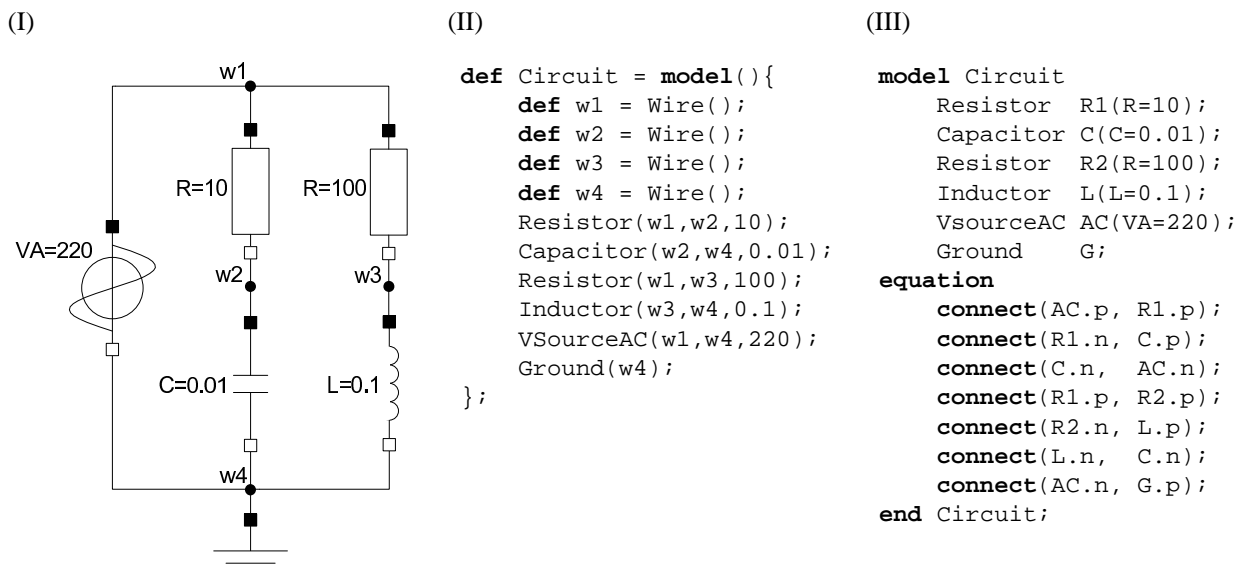 (I)
w1
R=10
R=100
VA=220
w2
w3
C=0.01
L=0.1
w4
(II)
def Circuit = model(){
    def w1 = Wire();
    def w2 = Wire();
    def w3 = Wire();
    def w4 = Wire();
    Resistor(w1,w2,10);
    Capacitor(w2,w4,0.01);
    Resistor(w1,w3,100);
    Inductor(w3,w4,0.1);
    VSourceAC(w1,w4,220);
    Ground(w4);
};
(III)
model Circuit
    Resistor  R1(R=10);
    Capacitor C(C=0.01);
    Resistor  R2(R=100);
    Inductor  L(L=0.1);
    VsourceAC AC(VA=220);
    Ground    G;
equation
    connect(AC.p, R1.p);
    connect(R1.n, C.p);
    connect(C.n,  AC.n);
    connect(R1.p, R2.p);
    connect(R2.n, L.p);
    connect(L.n,  C.n);
    connect(AC.n, G.p);
end Circuit;